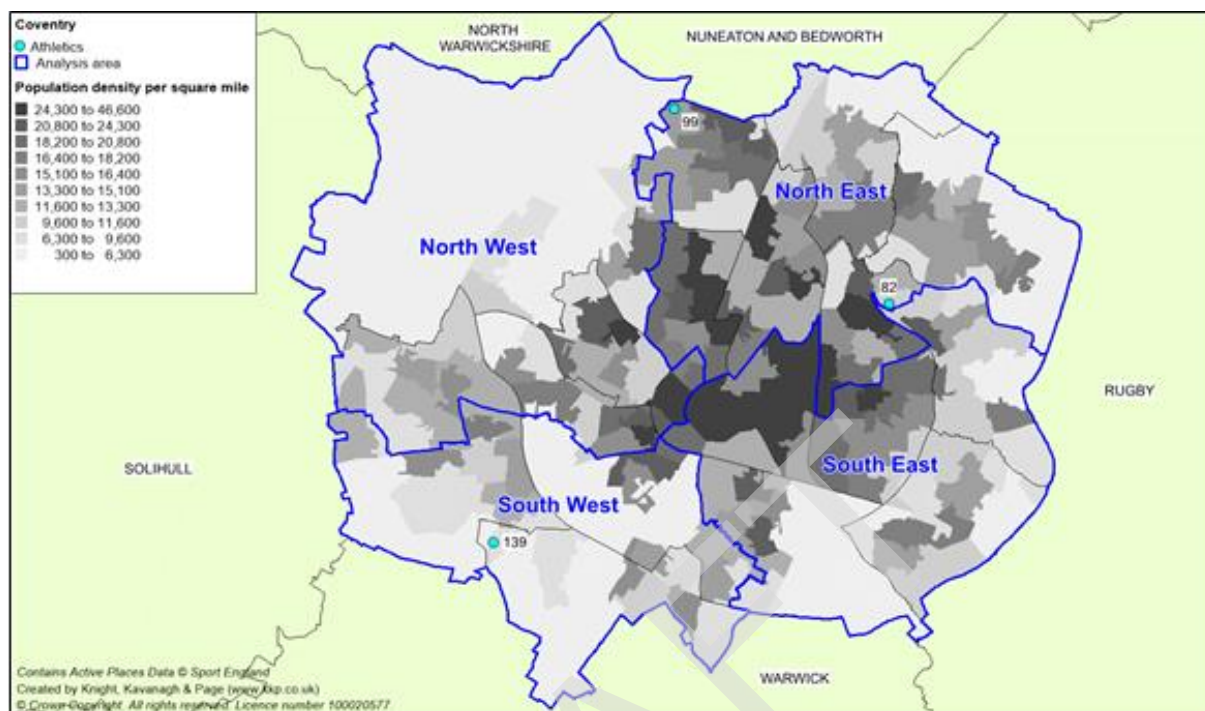 Coventry
Athletics
Analysis area
Population density per square mile
24,300 to 46,600
20,800 to 24,300
18,200 to 20,800
16,400 to 18,200
15,100 to 16,400
13,300 to 15,100
11,600 to 13,300
9,600 to 11,600
6,300 to 9,600
300 to 6,300
NORTH
WARWICKSHIRE
NUNEATON AND BEDWORTH
99
North East
North West
82
RUGBY
SOLIHULL
South East
South West
139
WARWICK
Contains Active Places Data © Sport England
Created by Knight, Kavanagh & Page (www.kkp.co.uk)
© Crown Copyright. All rights reserved. Licence number 100020577.